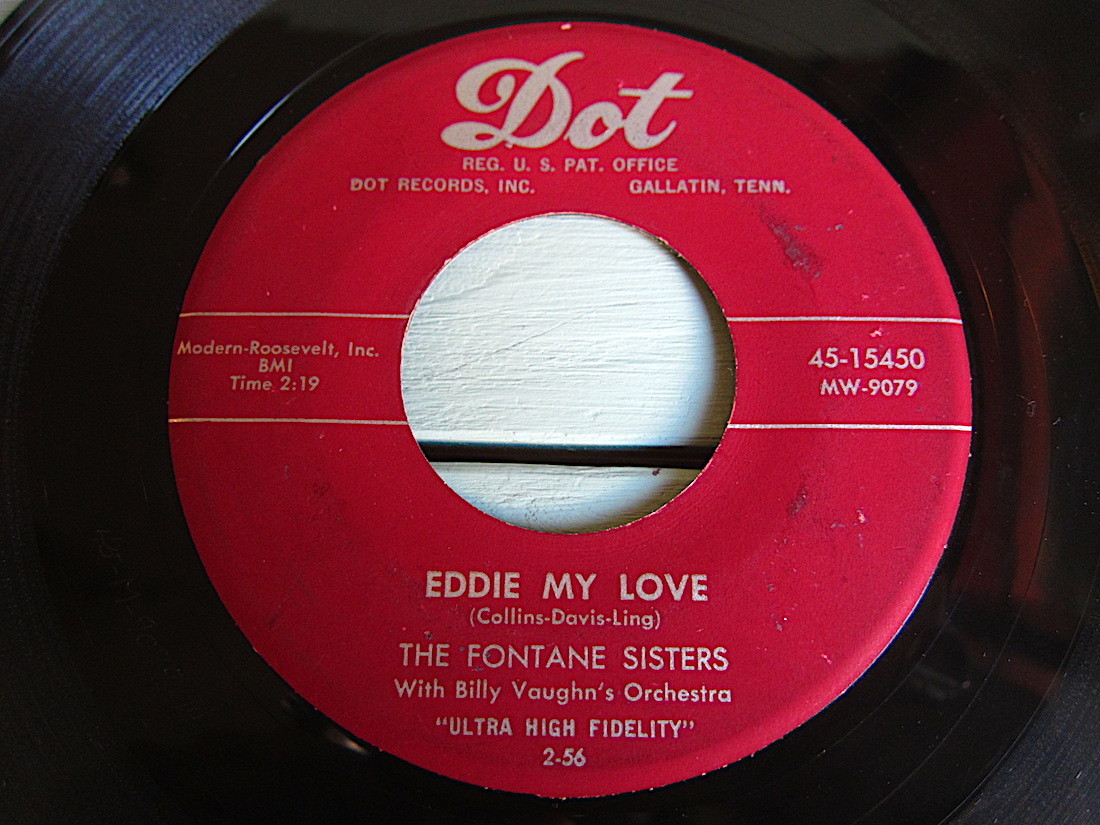 Dot
REG. U. S. PAT. OFFICE
DOT RECORDS, INC. GALLATIN, TENN.
Modern-Roosevelt, Inc.
BMI
Time 2:19
45-15450
MW-9079
EDDIE MY LOVE
(Collins-Davis-Ling)
THE FONTANE SISTERS
With Billy Vaughn's Orchestra
"ULTRA HIGH FIDELITY"
2-56